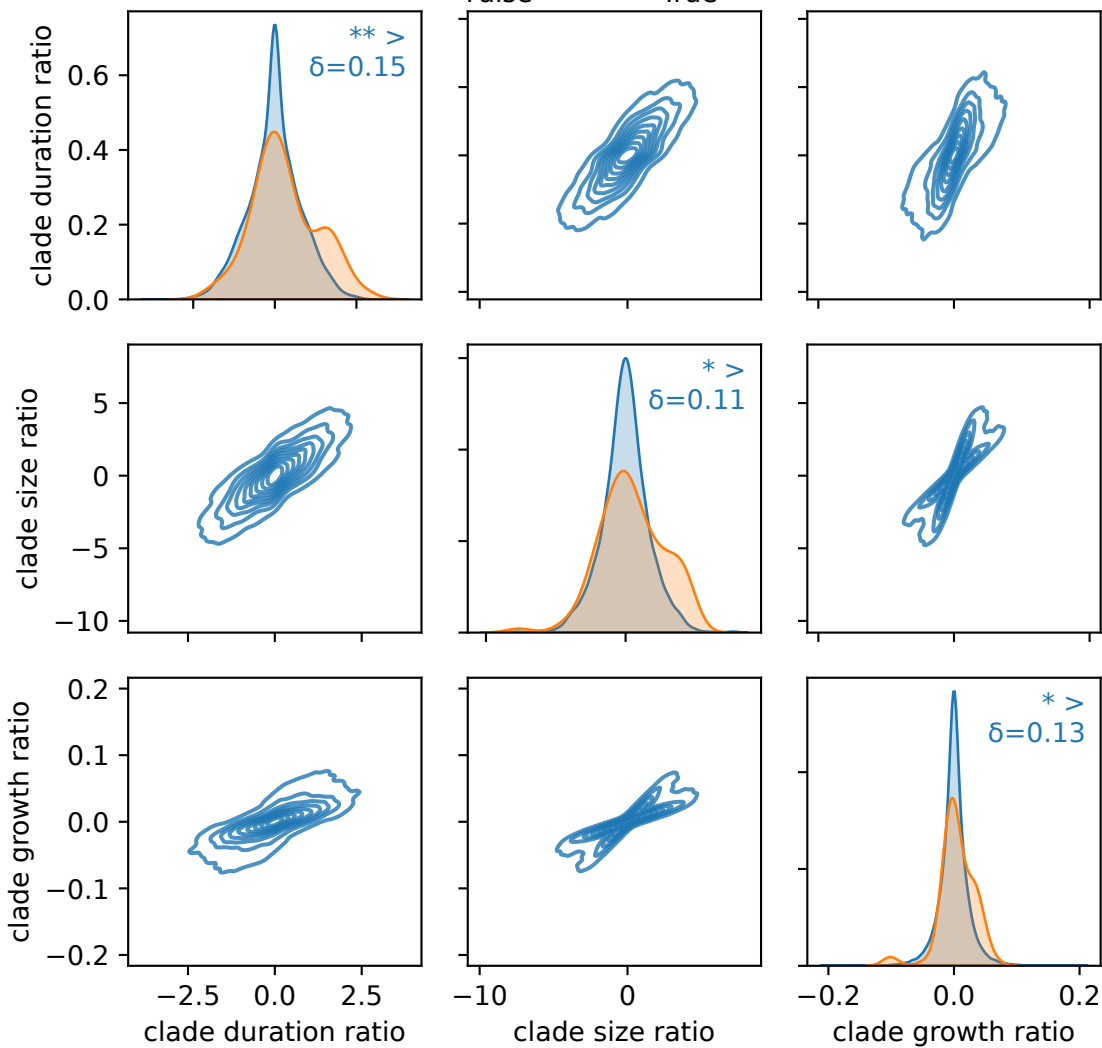 True
clade duration ratio
0.6
0.4
0.2
0.0
** >
δ=0.15
clade size ratio
5
0
−5
−10
* >
δ=0.11
clade growth ratio
0.2
0.1
0.0
−0.1
−0.2
* >
δ=0.13
−2.5 0.0 2.5
−10 0
−0.2 0.0 0.2
clade duration ratio
clade size ratio
clade growth ratio